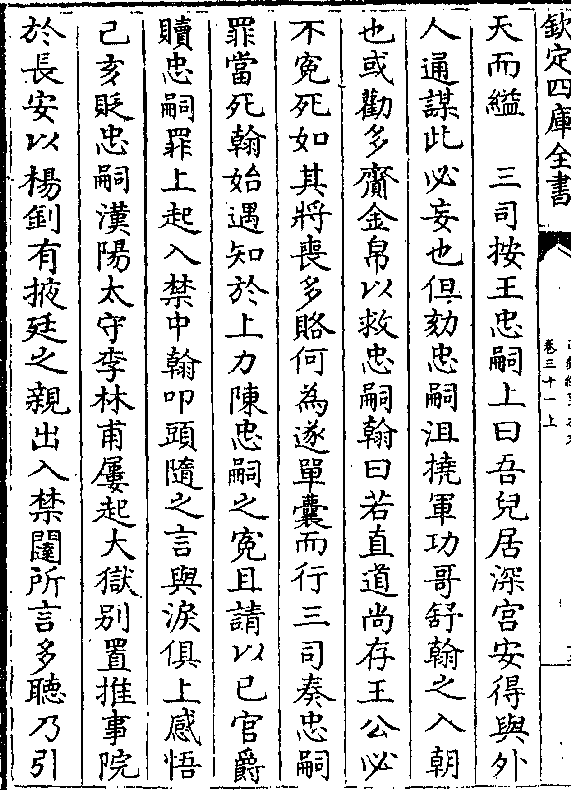 欽定四庫全書
卷三十一上
天而縊　三司按王忠嗣上曰吾兒居深宫安得與外
人通謀此必妄也但劾忠嗣沮撓軍功哥舒翰之入朝
也或勸多齎金帛以救忠嗣翰曰若直道尚存王公必
不寃死如其將喪多賂何為遂單囊而行三司奏忠嗣
罪當死翰始遇知於上力陳忠嗣之寃且請以已官爵
贖忠嗣罪上起入禁中翰叩頭隨之言與淚俱上感悟
己亥貶忠嗣漢陽太守李林甫屢起大獄别置推事院
於長安以楊釗有掖廷之親出入禁闥所言多聽乃引